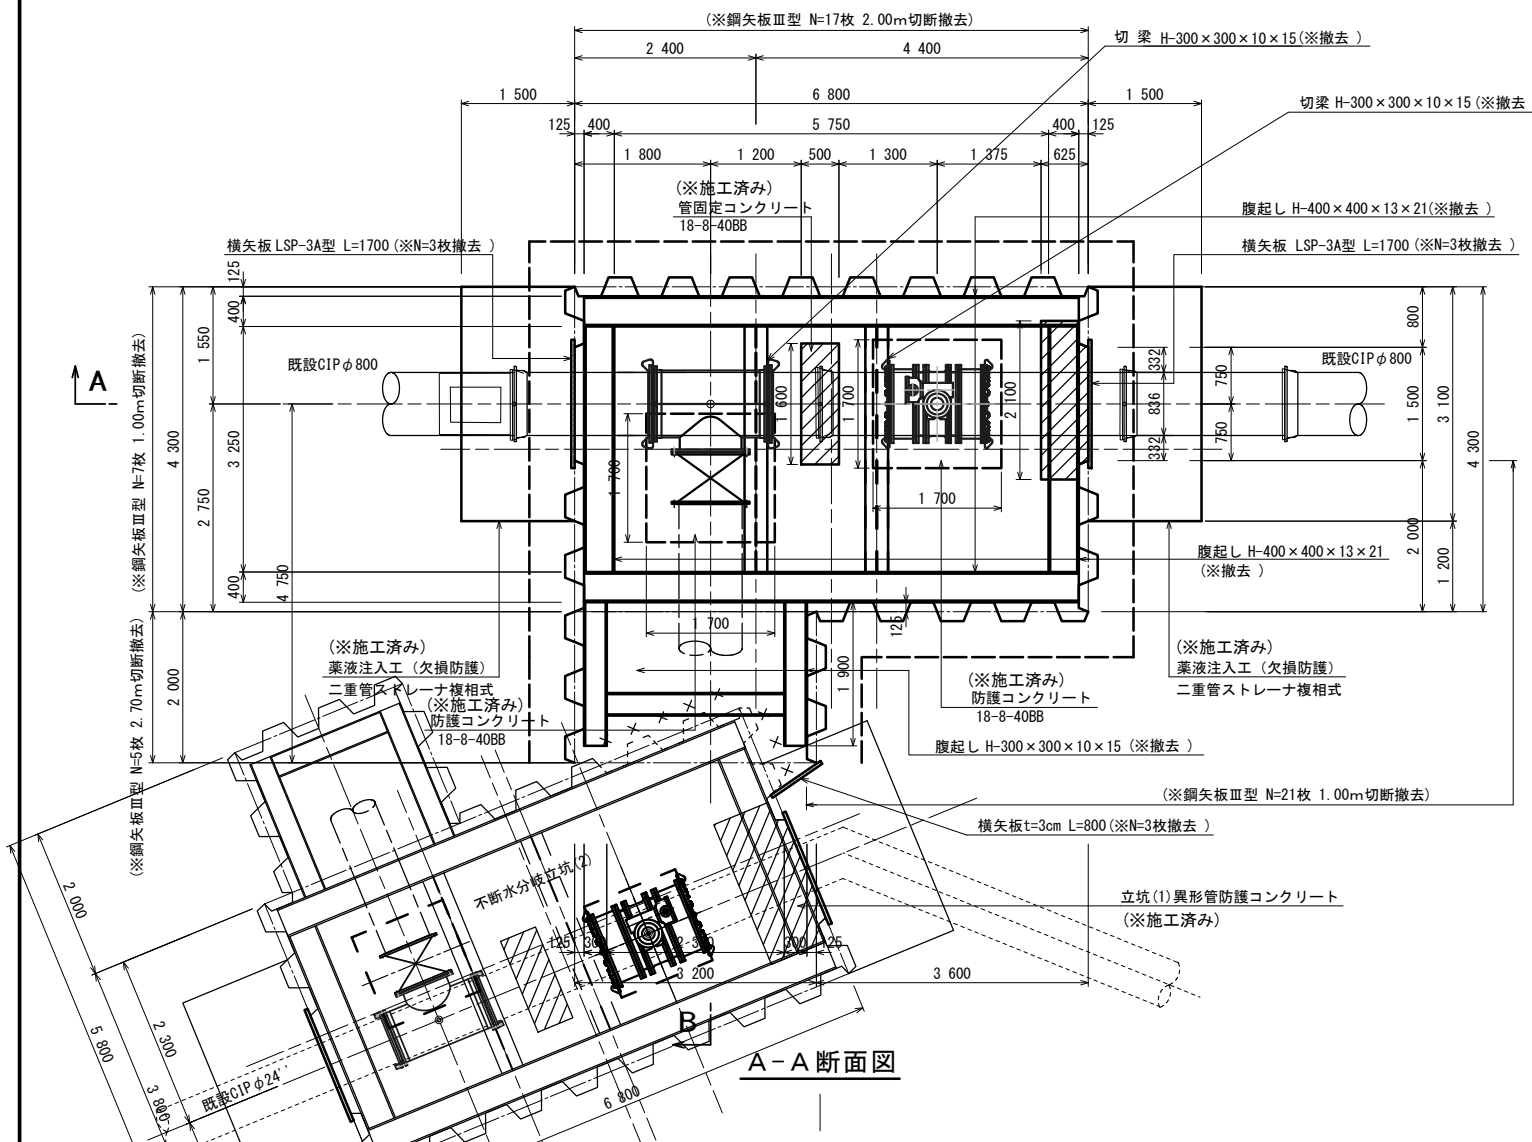 (※鋼矢板Ⅲ型 N=17枚 2.00m切断撤去)
切 梁 H-300×300×10×15(※撤去 )
2 400
4 400
1 500
6 800
1 500
切梁 H-300×300×10×15(※撤去
125
400
5 750
400
125
1 800
1 200
500
1 300
1 375
625
(※施工済み)
管固定コンクリート
18-8-40BB
腹起し H-400×400×13×21(※撤去 )
横矢板 LSP-3A型 L=1700(※N=3枚撤去 )
横矢板 LSP-3A型 L=1700(※N=3枚撤去 )
125
400
1 550
4 300
3 250
2 750
400
4 750
2 000
(※鋼矢板Ⅲ型 N=7枚 1.00m切断撤去)
(※鋼矢板Ⅲ型 N=5枚 2.70m切断撤去)
A
既設CIPφ800
既設CIPφ800
1 600
1 700
2 100
1 700
1 700
1 700
332
836
332
750
750
800
1 500
3 100
4 300
2 000
1 200
腹起し H-400×400×13×21
(※撤去 )
125
1 900
(※施工済み)
薬液注入工(欠損防護)
二重管ストレーナ複相式
(※施工済み)
防護コンクリート
18-8-40BB
(※施工済み)
防護コンクリート
18-8-40BB
(※施工済み)
薬液注入工(欠損防護)
二重管ストレーナ複相式
腹起し H-300×300×10×15 (※撤去 )
(※鋼矢板Ⅲ型 N=21枚 1.00m切断撤去)
横矢板t=3cm L=800(※N=3枚撤去 )
不断水分岐立坑(2)
立坑(1)異形管防護コンクリート
(※施工済み)
125
300
300
125
3 200
3 600
2 000
5 800
2 300
3 800
既設CIPφ24''
6 800
B
A-A断面図